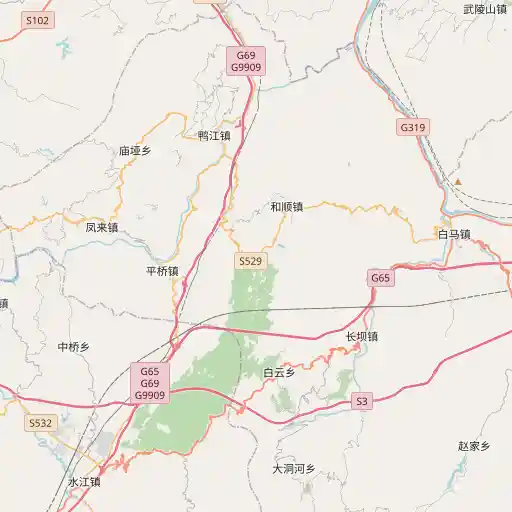 武陵山镇
S102
G69
G9909
G319
鸭江镇
庙垭乡
和顺镇
凤来镇
白马镇
S529
平桥镇
G65
镇
长坝镇
中桥乡
白云乡
G65
G69
G9909
S3
S532
赵家乡
大洞河乡
水江镇